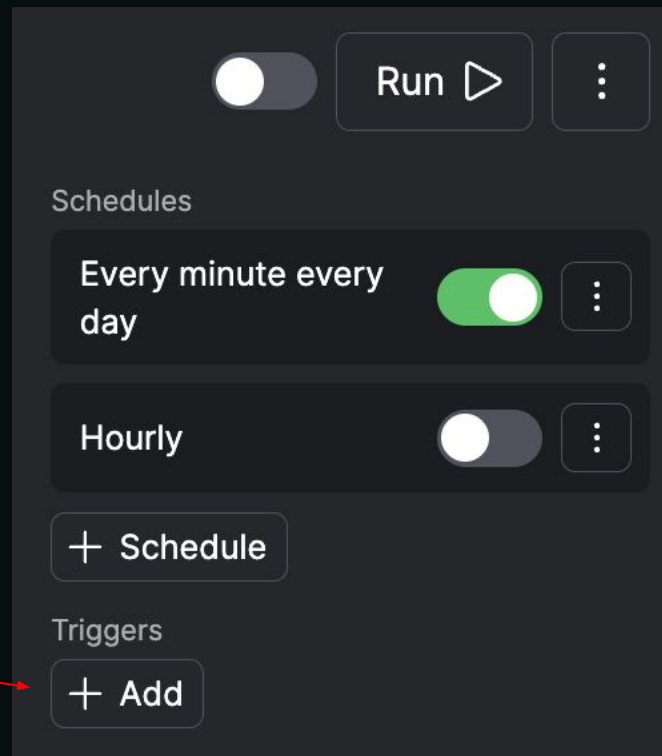 Run
Schedules
Every minute every
day
Hourly
+ Schedule
Triggers
+ Add